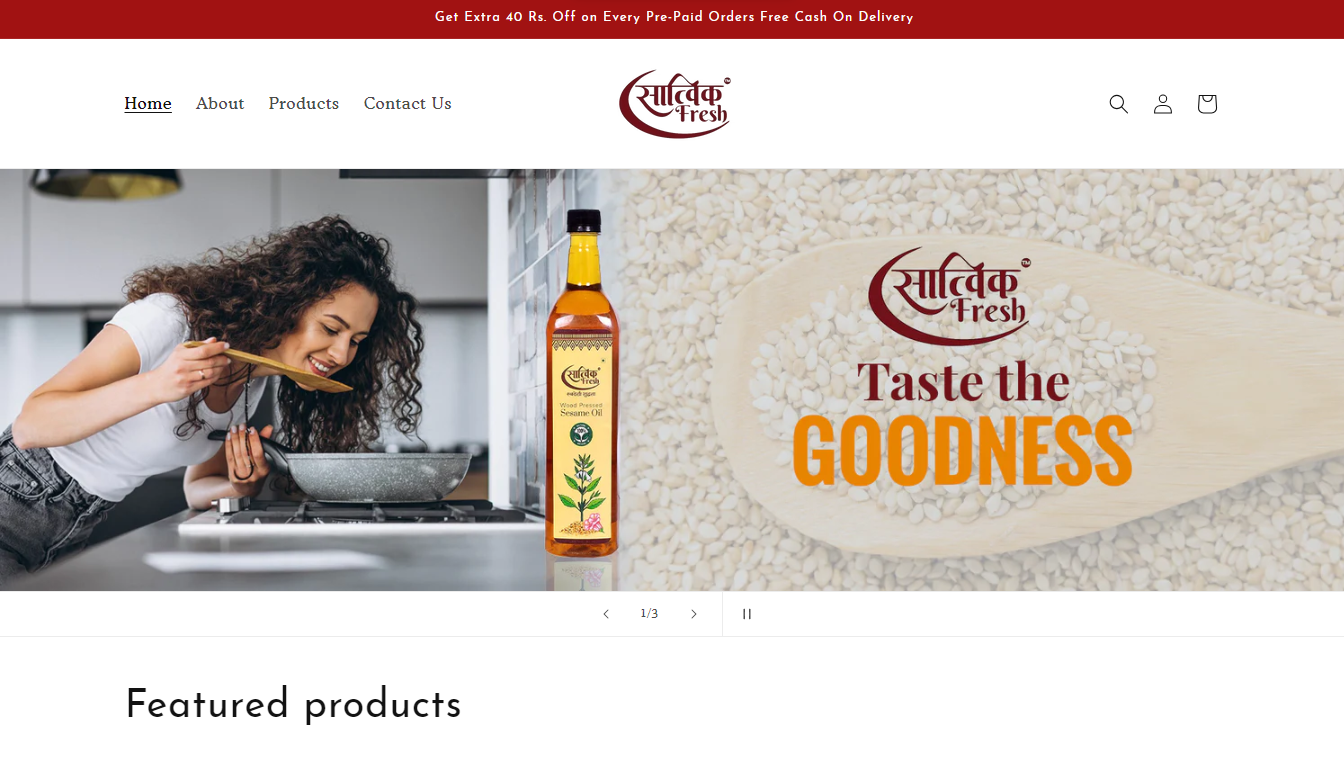 Get Extra 40 Rs. Off on Every Pre-Paid Orders Free Cash On Delivery
Home About Products Contact Us
सात्विक TM
Fresh
सात्विक
Fresh
Wood Pressed
Sesame Oil
सात्विक TM
Fresh
Taste the
GOODNESS
1/3
Featured products